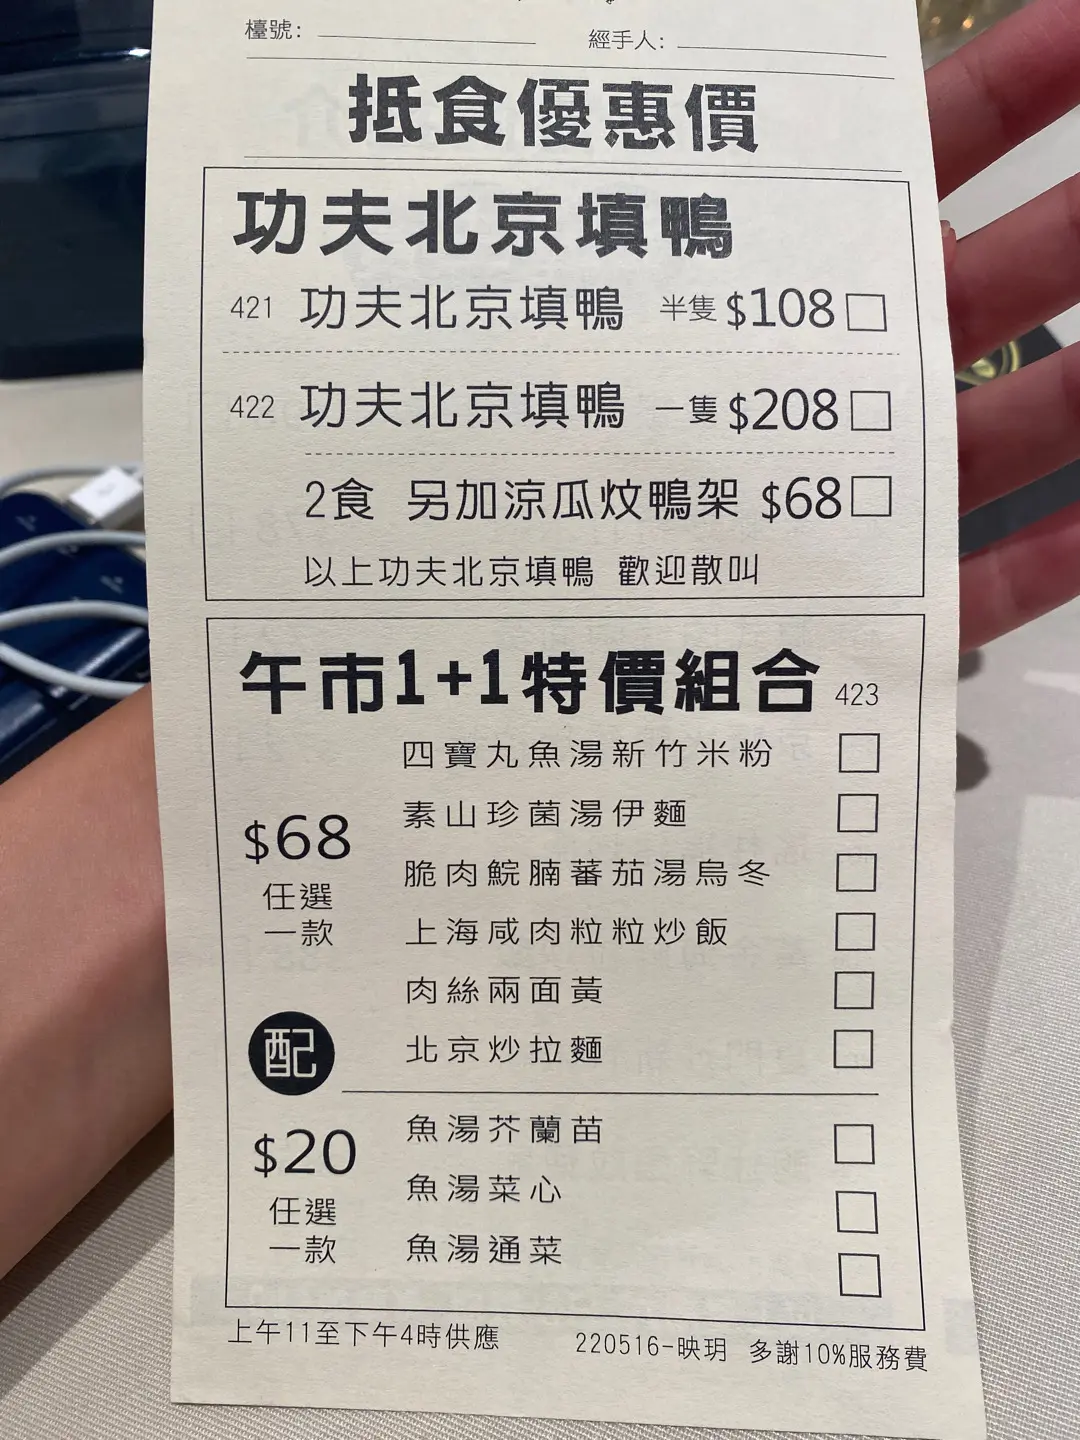 檯號: 經手人:
抵食優惠價
功夫北京填鴨
421 功夫北京填鴨 半隻 $108
422 功夫北京填鴨 一隻 $208
2食 另加涼瓜炆鴨架 $68
以上功夫北京填鴨 歡迎散叫
午市1+1特價組合 423
$68
任選
一款
四寶丸魚湯新竹米粉
素山珍菌湯伊麵
脆肉鯇腩蕃茄湯烏冬
上海咸肉粒粒炒飯
肉絲兩面黃
北京炒拉麵
配
$20
任選
一款
魚湯芥蘭苗
魚湯菜心
魚湯通菜
上午11至下午4時供應 220516-映玥 多謝10%服務費